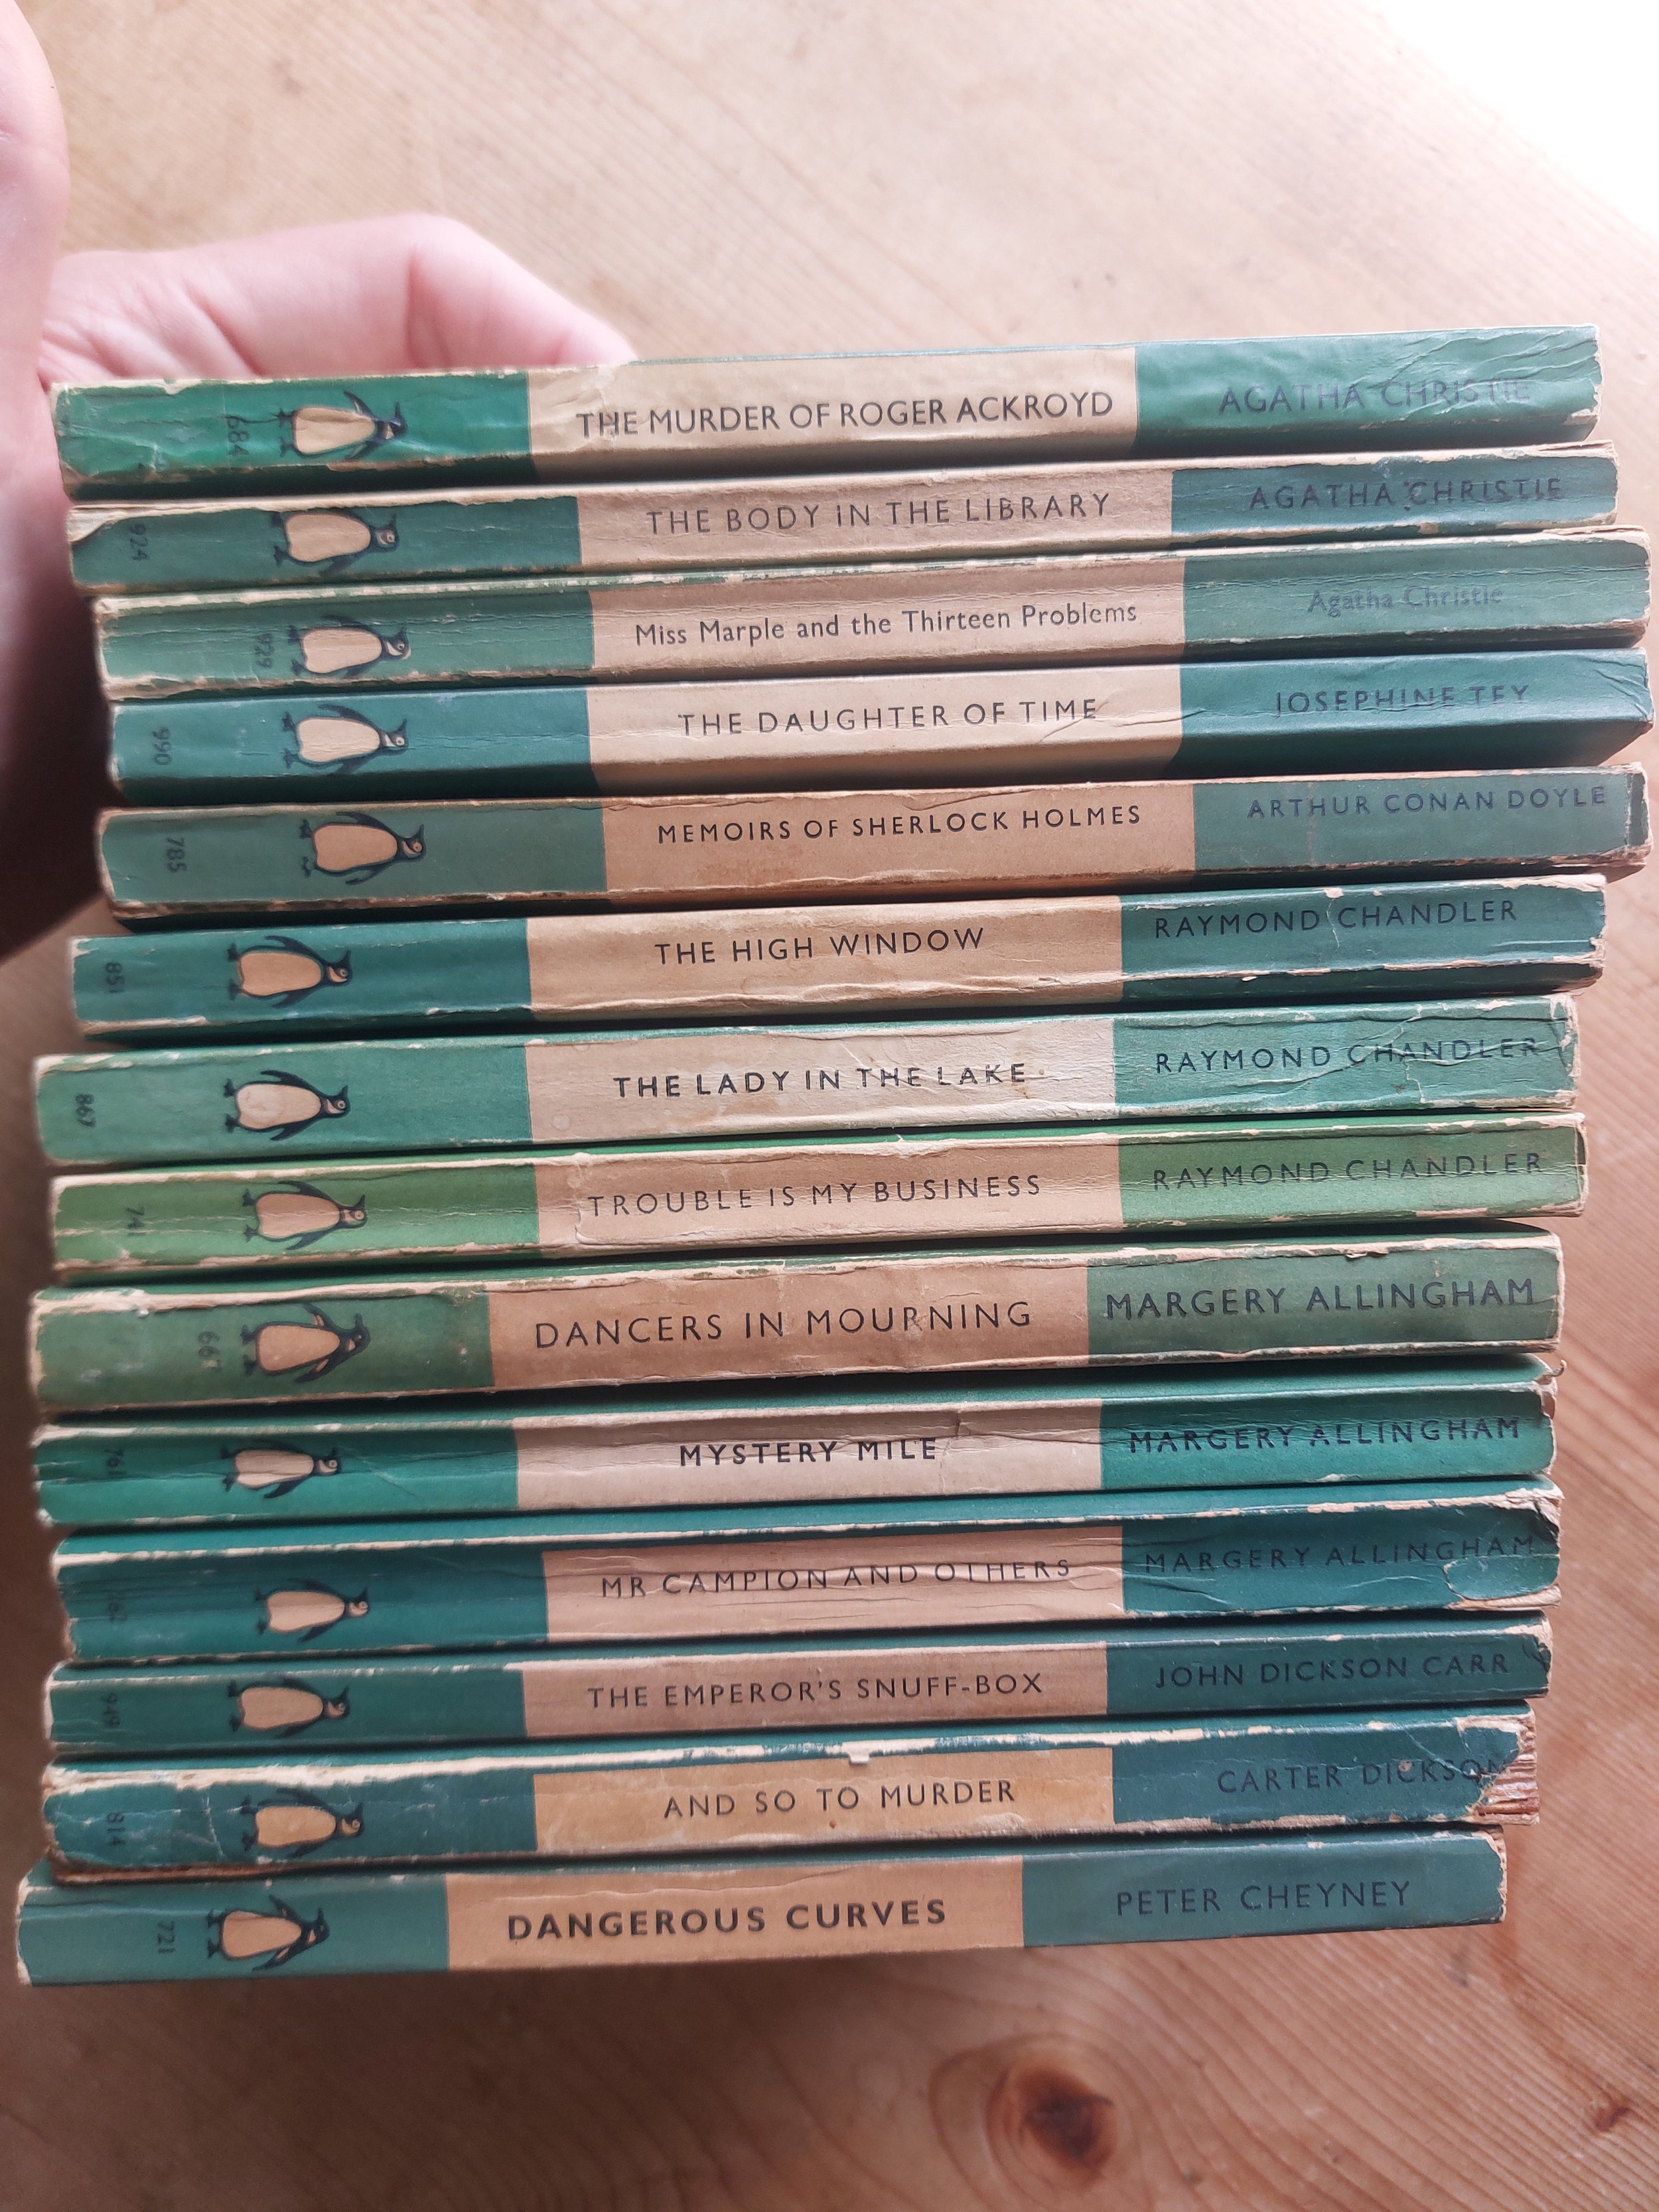 684 THE MURDER OF ROGER ACKROYD AGATHA CHRISTIE
924 THE BODY IN THE LIBRARY AGATHA CHRISTIE
929 Miss Marple and the Thirteen Problems Agatha Christie
990 THE DAUGHTER OF TIME JOSEPHINE TEY
785 MEMOIRS OF SHERLOCK HOLMES ARTHUR CONAN DOYLE
851 THE HIGH WINDOW RAYMOND CHANDLER
867 THE LADY IN THE LAKE RAYMOND CHANDLER
741 TROUBLE IS MY BUSINESS RAYMOND CHANDLER
DANCERS IN MOURNING MARGERY ALLINGHAM
761 MYSTERY MILE MARGERY ALLINGHAM
762 MR CAMPION AND OTHERS MARGERY ALLINGHAM
949 THE EMPEROR'S SNUFF-BOX JOHN DICKSON CARR
814 AND SO TO MURDER CARTER DICKSON
721 DANGEROUS CURVES PETER CHEYNEY